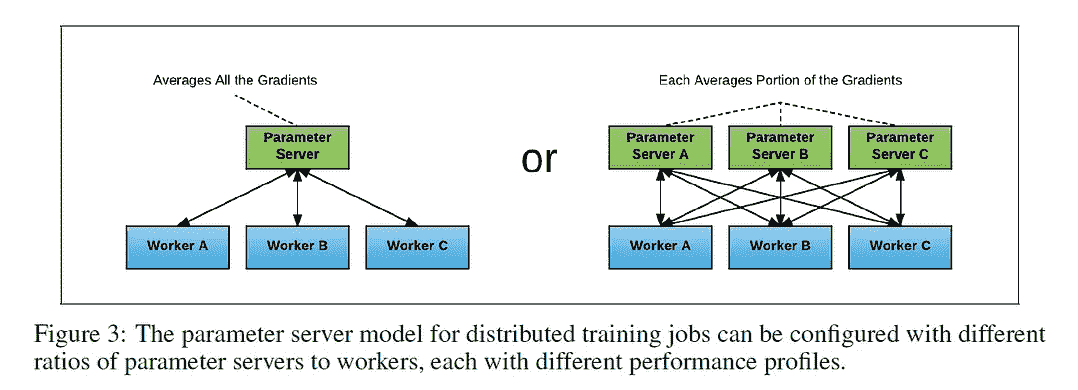 Averages All the Gradients
Parameter
Server
Worker A
Worker B
Worker C
or
Each Averages Portion of the Gradients
Parameter
Server A
Parameter
Server B
Parameter
Server C
Worker A
Worker B
Worker C
Figure 3: The parameter server model for distributed training jobs can be configured with different
ratios of parameter servers to workers, each with different performance profiles.